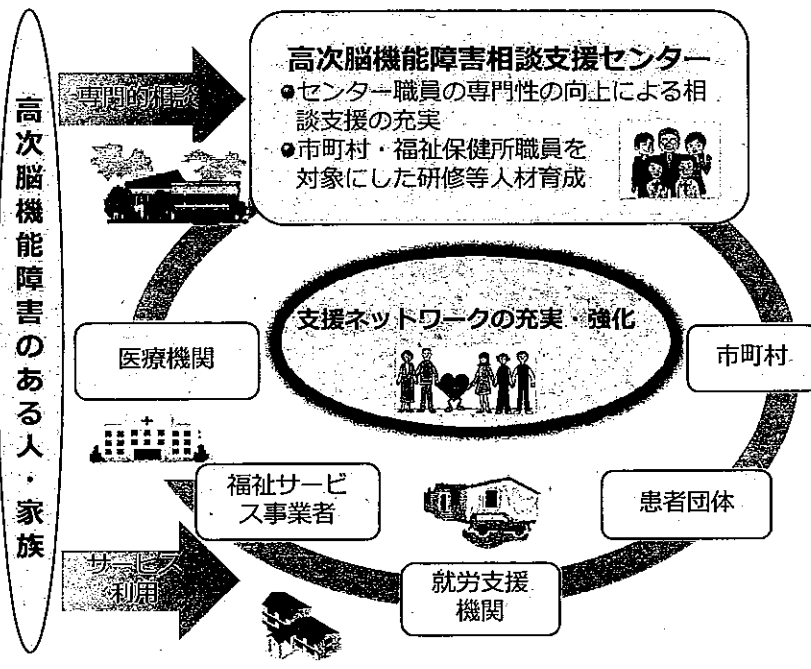 高次脳機能障害のある人・家族
専門的相談
高次脳機能障害相談支援センター
●センター職員の専門性の向上による相
談支援の充実
●市町村・福祉保健所職員を
対象にした研修等人材育成
支援ネットワークの充実・強化
医療機関
市町村
福祉サービ
ス事業者
患者団体
就労支援
機関
サービス
利用